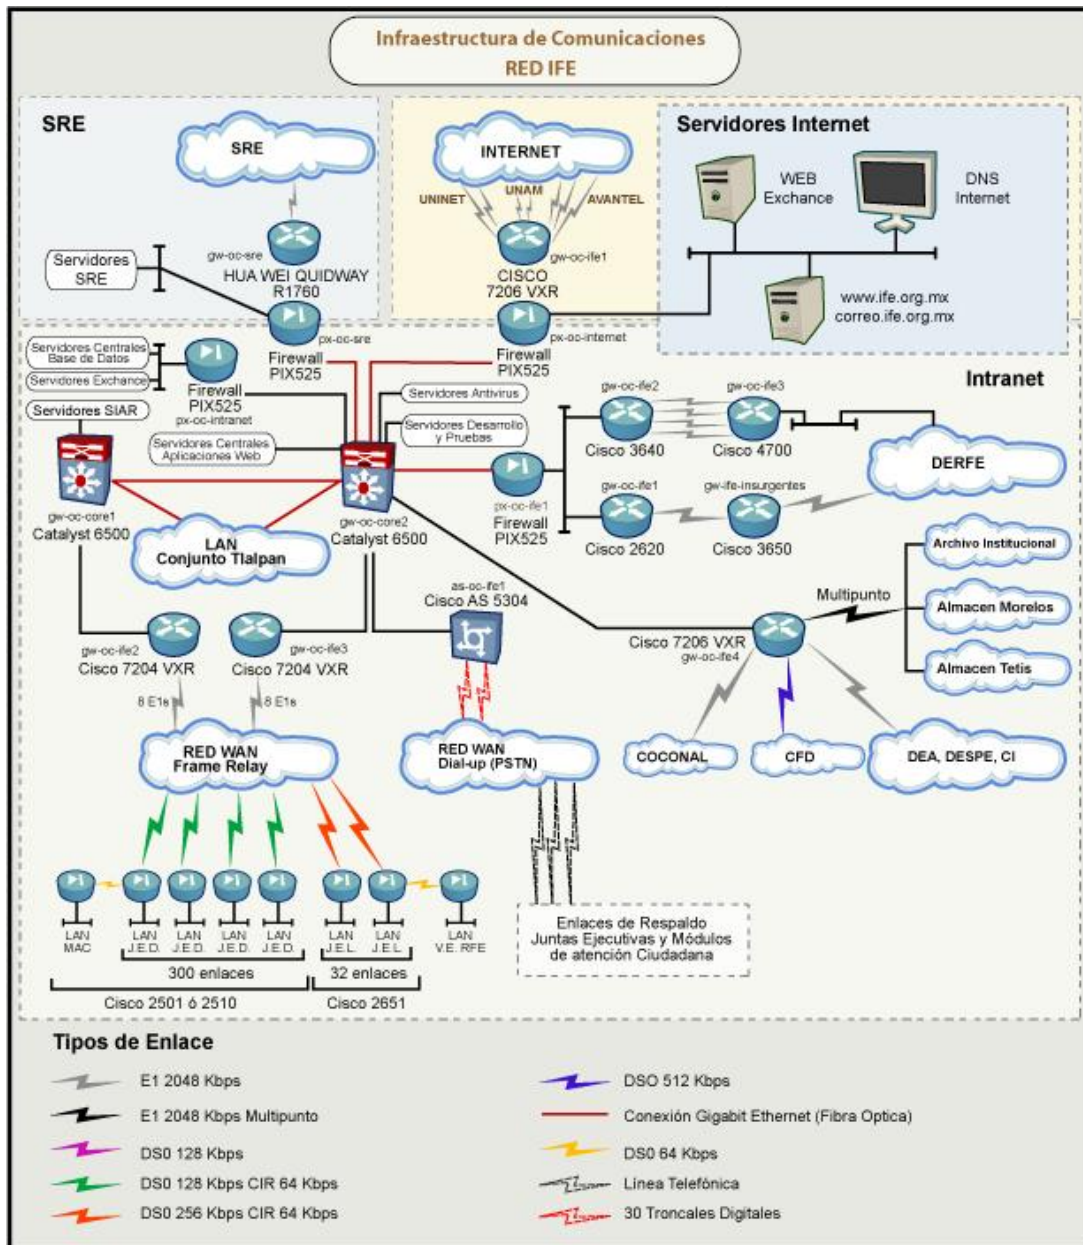 Infraestructura de Comunicaciones
RED IFE
SRE
SRE
gw-oc-sre
HUA WEI QUIDWAY
R1760
Servidores
SRE
px-oc-sre
Firewall
PIX525
INTERNET
UNINET
UNAM
AVANTEL
gw-oc-ife1
CISCO
7206 VXR
px-oc-internet
Firewall
PIX525
Servidores Internet
WEB
Exchance
DNS
Internet
www.ife.org.mx
correo.ife.org.mx
Intranet
Servidores Centrales
Base de Datos
Servidores Exchance
Firewall
PIX525
px-oc-intranet
Servidores SIAR
Servidores Centrales
Aplicaciones Web
Servidores Antivirus
Servidores Desarrollo
y Pruebas
gw-oc-core1
Catalyst 6500
gw-oc-core2
Catalyst 6500
LAN
Conjunto Tlalpan
px-oc-ife1
Firewall
PIX525
gw-oc-ife2
Cisco 3640
gw-oc-ife3
Cisco 4700
gw-oc-ife1
Cisco 2620
gw-ife-insurgentes
Cisco 3650
DERFE
Archivo Institucional
Almacen Morelos
Almacen Tetis
Multipunto
Cisco 7206 VXR
gw-oc-ife4
as-oc-ife1
Cisco AS 5304
gw-oc-ife2
Cisco 7204 VXR
gw-oc-ife3
Cisco 7204 VXR
8 E1s
8 E1s
RED WAN
Frame Relay
RED WAN
Dial-up (PSTN)
COCONAL
CFD
DEA, DESPE, CI
LAN
MAC
LAN
J.E.D.
LAN
J.E.D.
LAN
J.E.D.
LAN
J.E.D.
LAN
J.E.L.
LAN
J.E.L.
LAN
V.E. RFE
300 enlaces
32 enlaces
Cisco 2501 ó 2510
Cisco 2651
Enlaces de Respaldo
Juntas Ejecutivas y Módulos
de atención Ciudadana
Tipos de Enlace
E1 2048 Kbps
E1 2048 Kbps Multipunto
DS0 128 Kbps
DS0 128 Kbps CIR 64 Kbps
DS0 256 Kbps CIR 64 Kbps
DSO 512 Kbps
Conexión Gigabit Ethernet (Fibra Optica)
DS0 64 Kbps
Línea Telefónica
30 Troncales Digitales